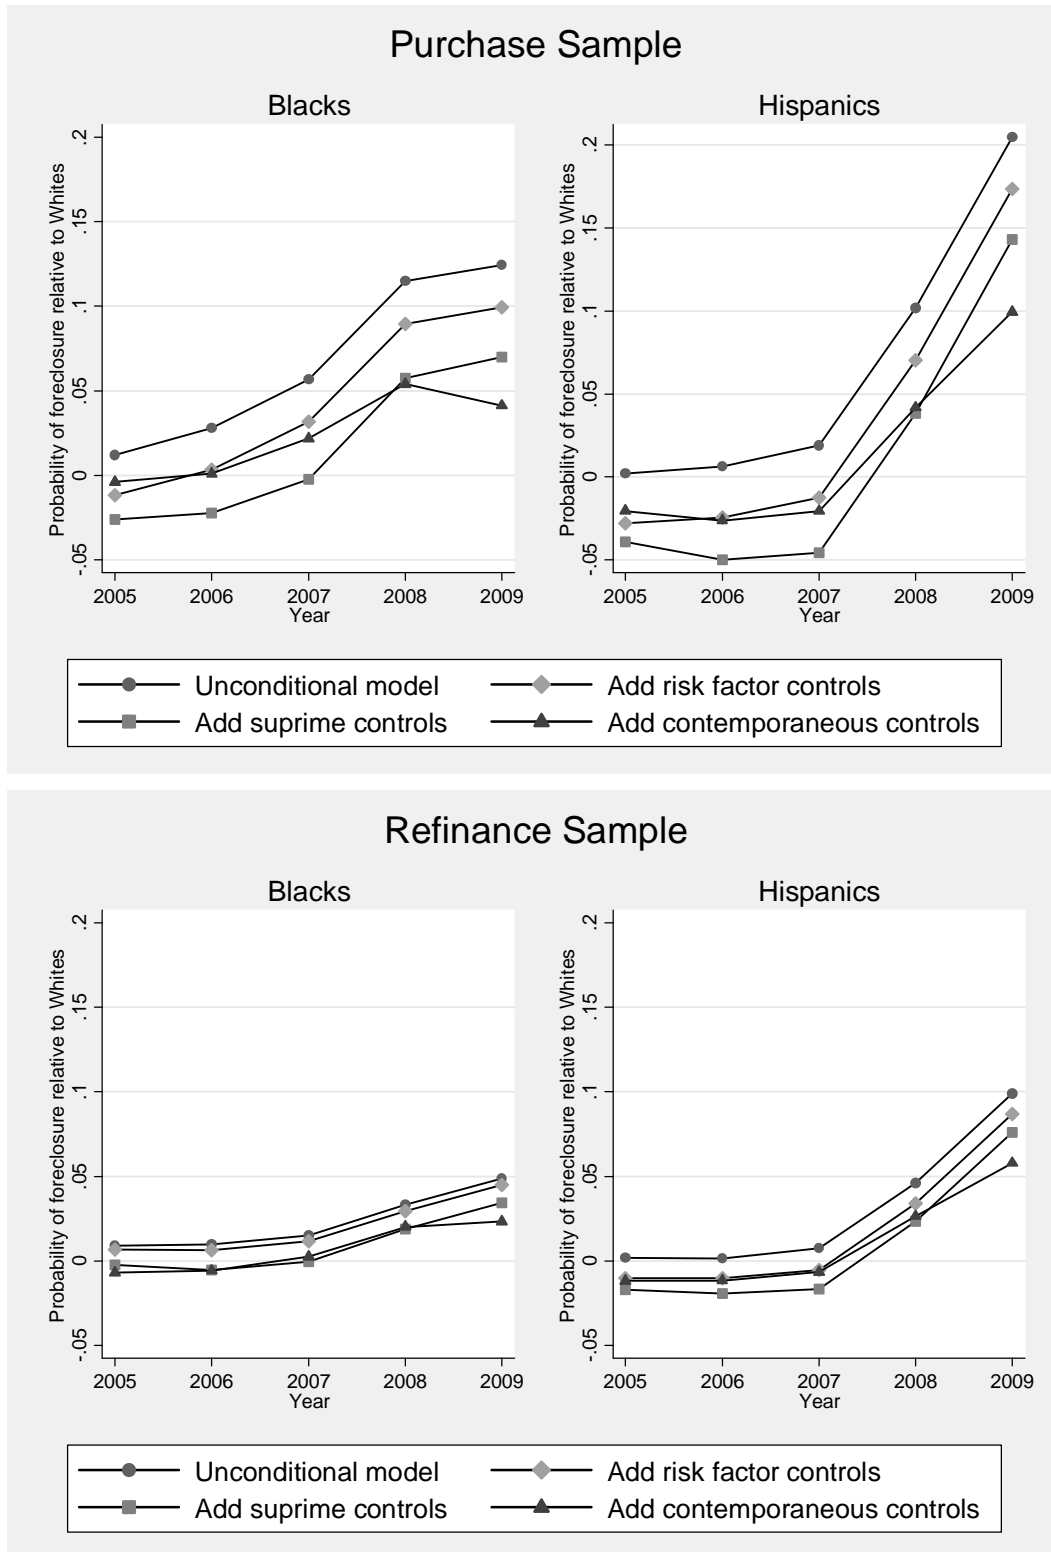 Purchase Sample
Blacks
Hispanics
Probability of foreclosure relative to Whites
.2
.15
.1
.05
0
-.05
2005 2006 2007 2008 2009
Year
Probability of foreclosure relative to Whites
.2
.15
.1
.05
0
-.05
2005 2006 2007 2008 2009
Year
Unconditional model
Add risk factor controls
Add suprime controls
Add contemporaneous controls
Refinance Sample
Blacks
Hispanics
Probability of foreclosure relative to Whites
.2
.15
.1
.05
0
-.05
2005 2006 2007 2008 2009
Year
Probability of foreclosure relative to Whites
.2
.15
.1
.05
0
-.05
2005 2006 2007 2008 2009
Year
Unconditional model
Add risk factor controls
Add suprime controls
Add contemporaneous controls